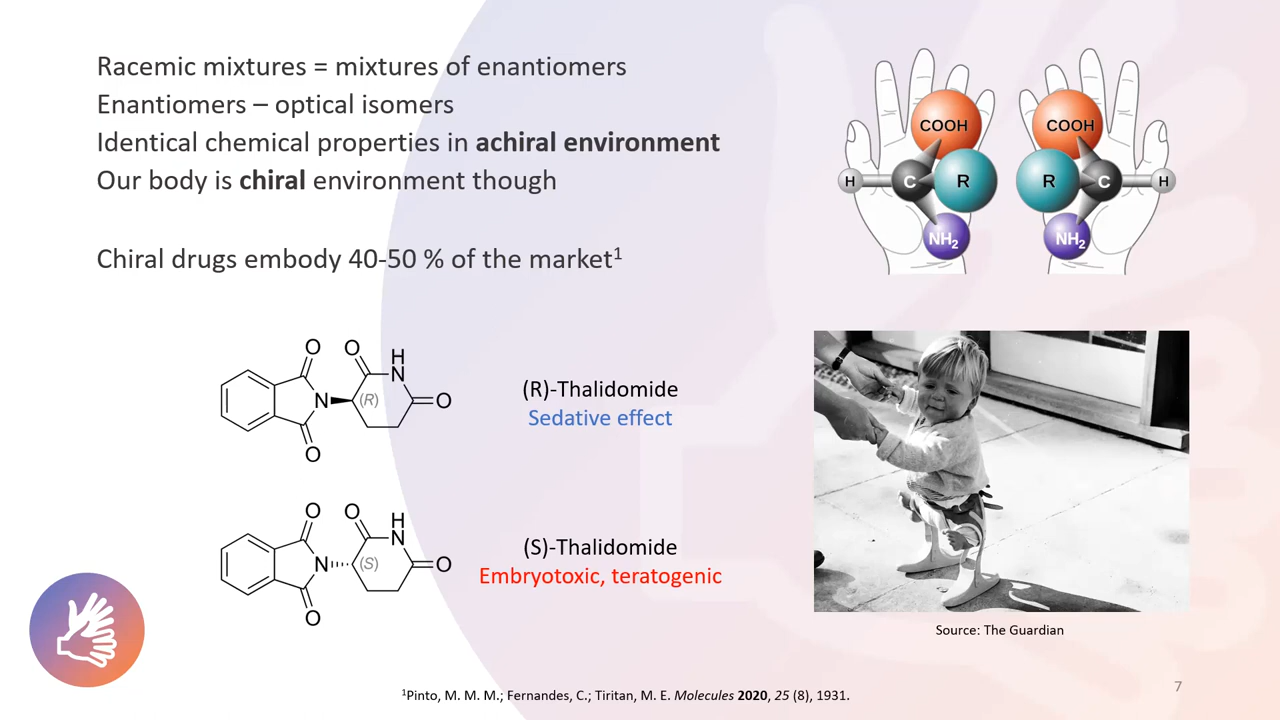 Racemic mixtures = mixtures of enantiomers
Enantiomers – optical isomers
Identical chemical properties in achiral environment
Our body is chiral environment though
Chiral drugs embody 40-50 % of the market¹
COOH
COOH
H
C
R
R
C
H
NH₂
NH₂
O
O
H
N
N
(R)
O
O
(R)-Thalidomide
Sedative effect
O
O
H
N
N
(S)
O
O
(S)-Thalidomide
Embryotoxic, teratogenic
Source: The Guardian
7
¹Pinto, M. M. M.; Fernandes, C.; Tiritan, M. E. Molecules 2020, 25 (8), 1931.